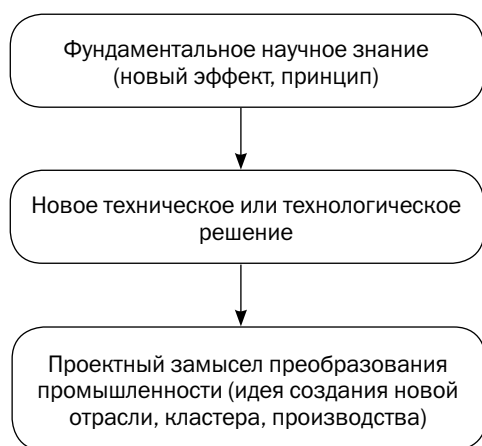 Фундаментальное научное знание
(новый эффект, принцип)
Новое техническое или технологическое
решение
Проектный замысел преобразования
промышленности (идея создания новой
отрасли, кластера, производства)